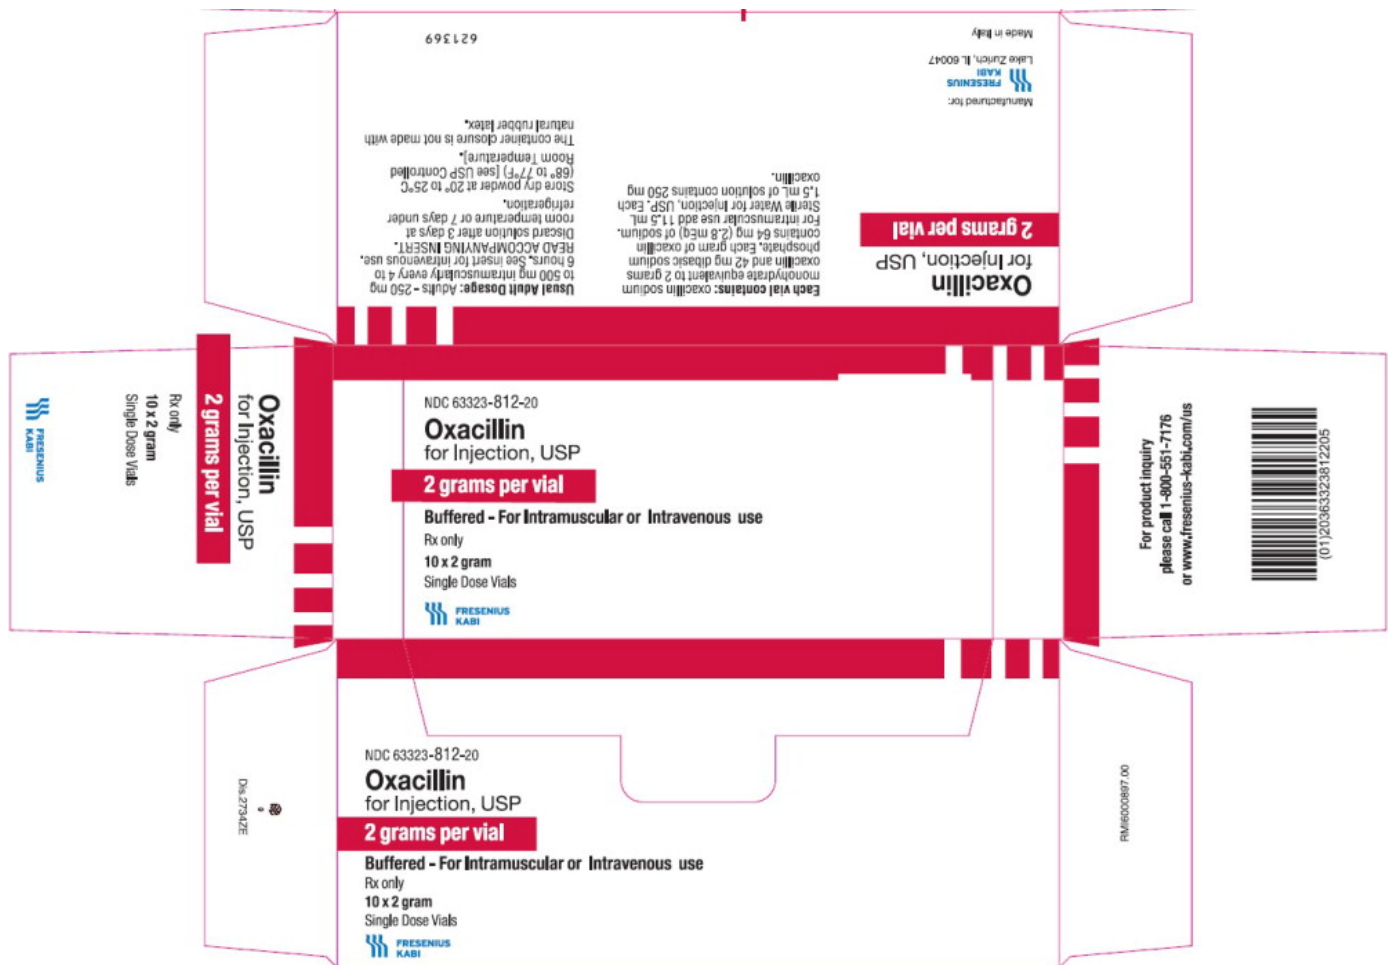 621369
Made in Italy
Lake Zurich, IL 60047
FRESENIUS
KABI
Manufactured for:
Oxacillin
for Injection, USP
2 grams per vial
Each vial contains: oxacillin sodium
monohydrate equivalent to 2 grams
oxacillin and 42 mg dibasic sodium
phosphate. Each gram of oxacillin
contains 64 mg (2.8 mEq) of sodium.
For intramuscular use add 11.5 mL
Sterile Water for Injection, USP. Each
1.5 mL of solution contains 250 mg
oxacillin.
Usual Adult Dosage: Adults - 250 mg
to 500 mg intramuscularly every 4 to
6 hours. See insert for intravenous use.
READ ACCOMPANYING INSERT.
Discard solution after 3 days at
room temperature or 7 days under
refrigeration.
Store dry powder at 20° to 25°C
(68° to 77°F) [see USP Controlled
Room Temperature].
The container closure is not made with
natural rubber latex.
Oxacillin
for Injection, USP
2 grams per vial
Rx only
10 x 2 gram
Single Dose Vials
FRESENIUS
KABI
NDC 63323-812-20
Oxacillin
for Injection, USP
2 grams per vial
Buffered - For Intramuscular or Intravenous use
Rx only
10 x 2 gram
Single Dose Vials
FRESENIUS
KABI
For product inquiry
please call 1-800-551-7176
or www.fresenius-kabi.com/us
(01)20363323812205
NDC 63323-812-20
Oxacillin
for Injection, USP
2 grams per vial
Buffered - For Intramuscular or Intravenous use
Rx only
10 x 2 gram
Single Dose Vials
FRESENIUS
KABI
Dis.2734ZE
RMI6000897.00